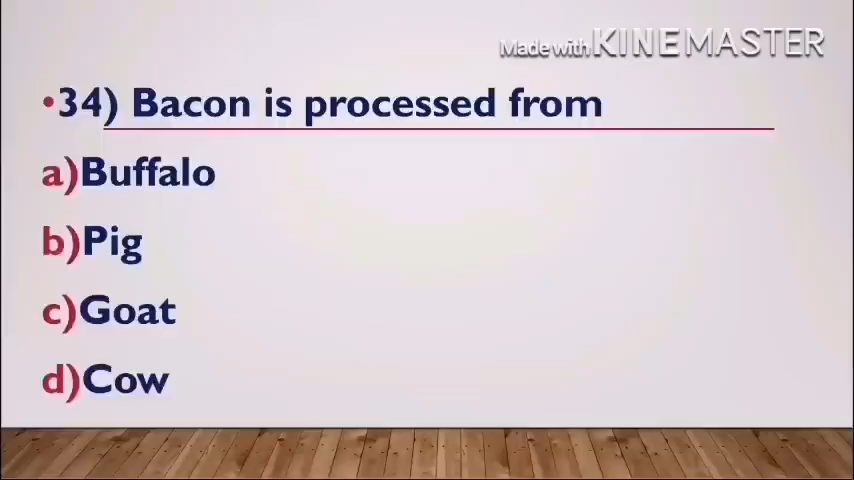 Made with KINEMASTER
•34) Bacon is processed from
a)Buffalo
b)Pig
c)Goat
d)Cow